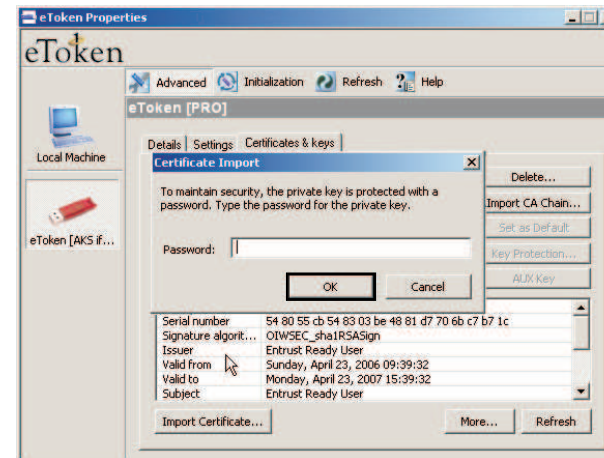 eToken Properties
eToken
Advanced Initialization Refresh Help
eToken [PRO]
Local Machine
eToken [AKS if...
Details Settings Certificates & keys
Certificate Import
To maintain security, the private key is protected with a
password. Type the password for the private key.
Password:
OK Cancel
Delete...
Import CA Chain...
Set as Default
Key Protection...
AUX Key
Serial number 54 80 55 cb 54 83 03 be 48 81 d7 70 6b c7 b7 1c
Signature algorit... OIWSEC_sha1RSASign
Issuer Entrust Ready User
Valid from Sunday, April 23, 2006 09:39:32
Valid to Monday, April 23, 2007 15:39:32
Subject Entrust Ready User
Import Certificate... More... Refresh